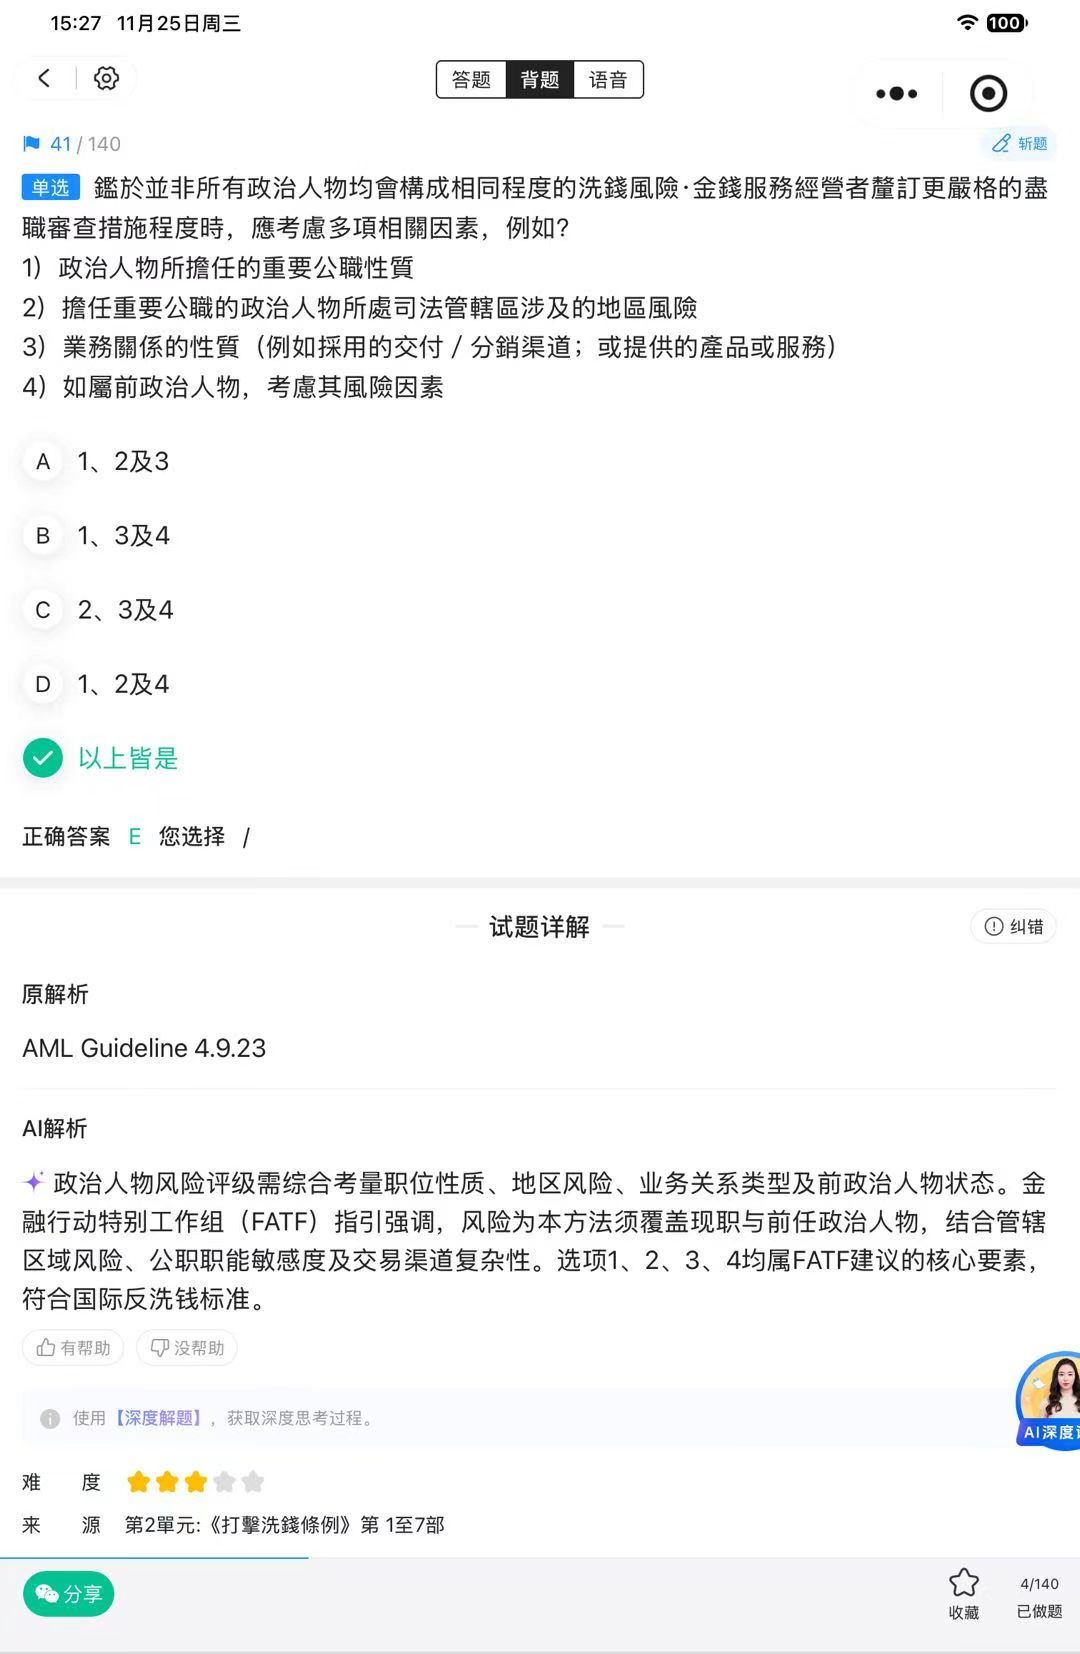 15:27 11月25日周三
100
答题 背题 语音
41 / 140
斩题
单选 鑑於並非所有政治人物均會構成相同程度的洗錢風險·金錢服務經營者釐訂更嚴格的盡
職審查措施程度時，應考慮多項相關因素，例如?
1）政治人物所擔任的重要公職性質
2）擔任重要公職的政治人物所處司法管轄區涉及的地區風險
3）業務關係的性質（例如採用的交付 / 分銷渠道；或提供的產品或服務）
4）如屬前政治人物，考慮其風險因素
A 1、2及3
B 1、3及4
C 2、3及4
D 1、2及4
以上皆是
正确答案 E 您选择 /
试题详解
纠错
原解析
AML Guideline 4.9.23
AI解析
政治人物风险评级需综合考量职位性质、地区风险、业务关系类型及前政治人物状态。金
融行动特别工作组（FATF）指引强调，风险为本方法须覆盖现职与前任政治人物，结合管辖
区域风险、公职职能敏感度及交易渠道复杂性。选项1、2、3、4均属FATF建议的核心要素，
符合国际反洗钱标准。
有帮助 没帮助
使用【深度解题】，获取深度思考过程。
AI深度
难 度
来 源 第2單元:《打擊洗錢條例》第 1至7部
分享
收藏
4/140
已做题